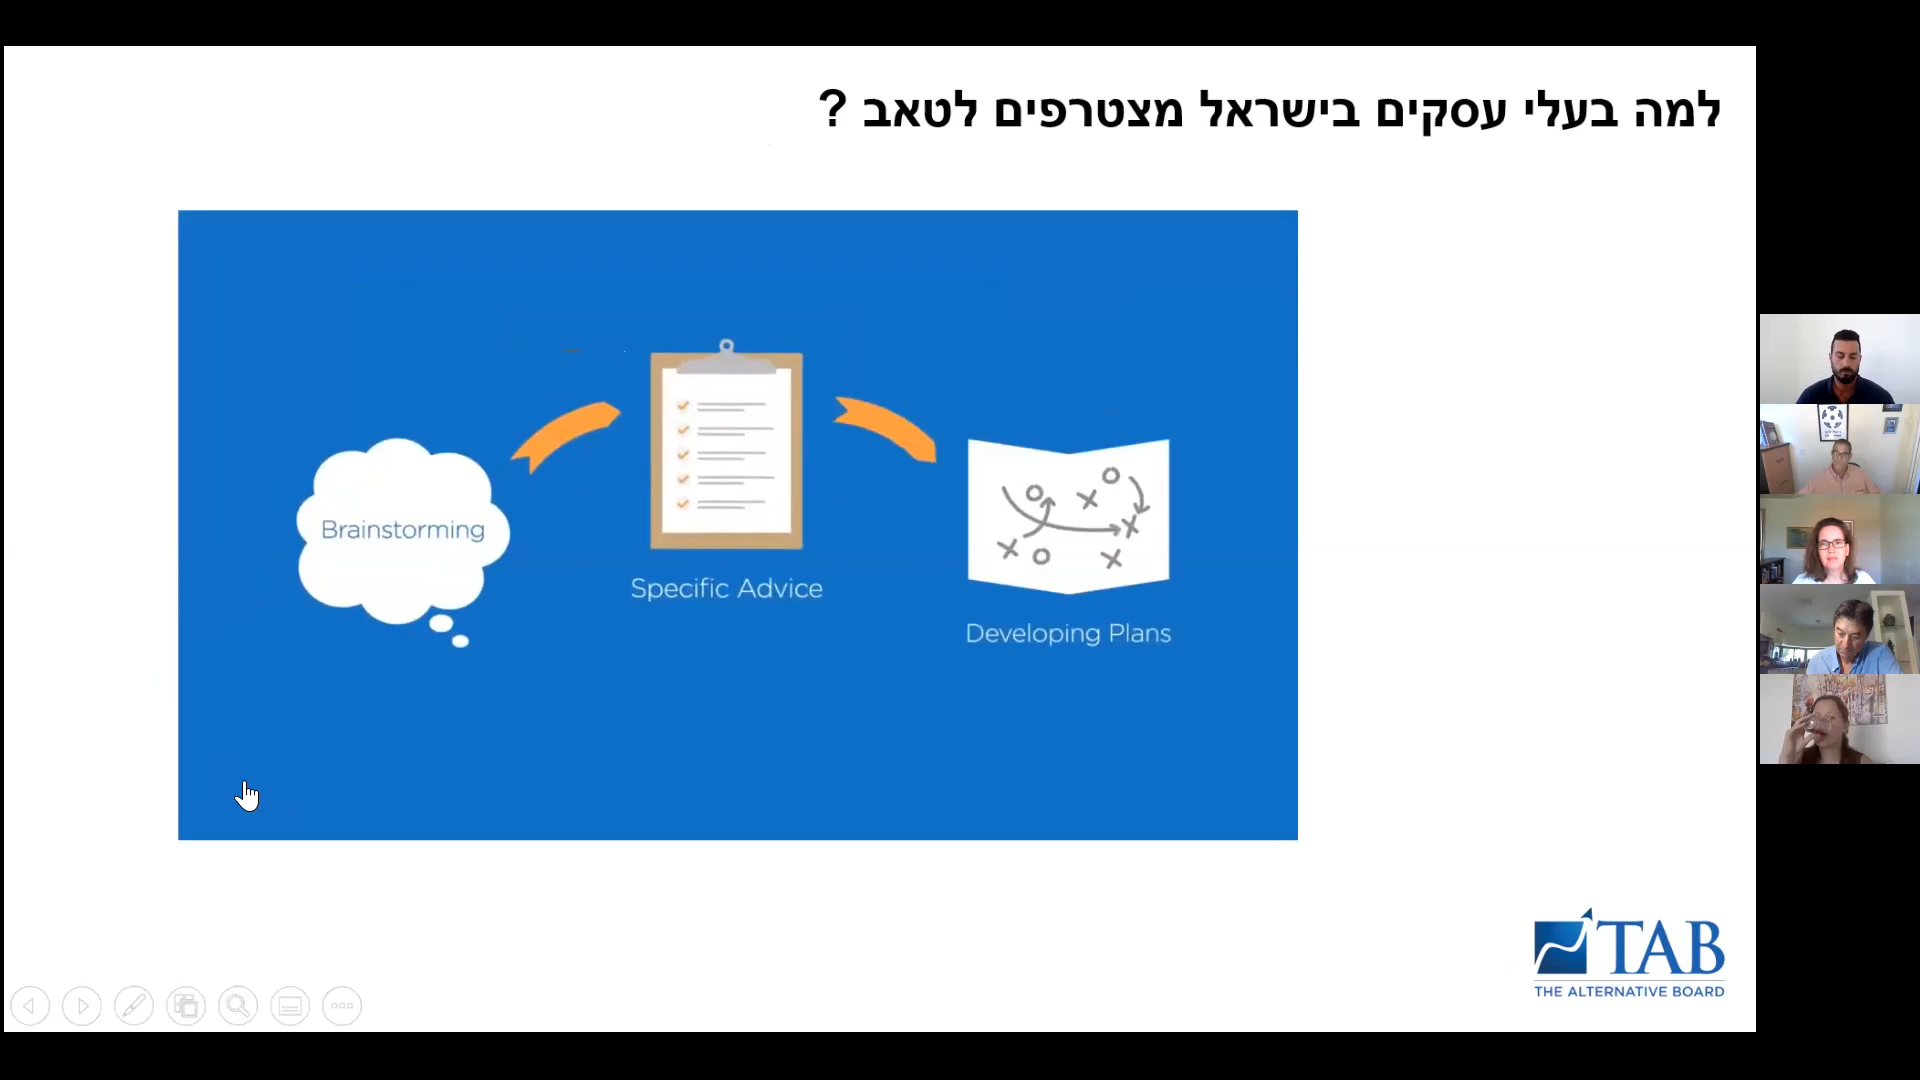 למה בעלי עסקים בישראל מצטרפים לטאב ?
Brainstorming
Specific Advice
Developing Plans
TAB
THE ALTERNATIVE BOARD